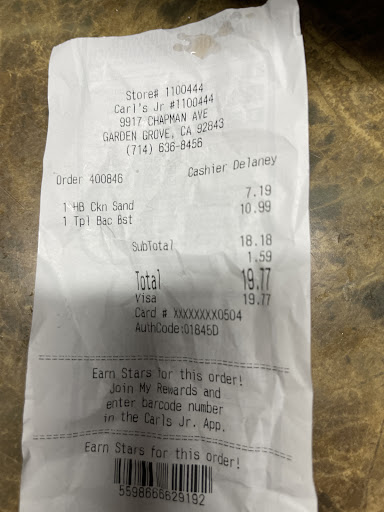 Store# 1100444
Carl's Jr #1100444
9917 CHAPMAN AVE
GARDEN GROVE, CA 92843
(714) 636-8456
Order 400846 Cashier Delaney
1 HB Ckn Sand 7.19
1 Tpl Bac Bst 10.99
SubTotal 18.18
1.59
Total 19.77
Visa 19.77
Card # XXXXXXXX0504
AuthCode:01845D
Earn Stars for this order!
Join My Rewards and
enter barcode number
in the Carls Jr. App.
Earn Stars for this order!
5598666629192